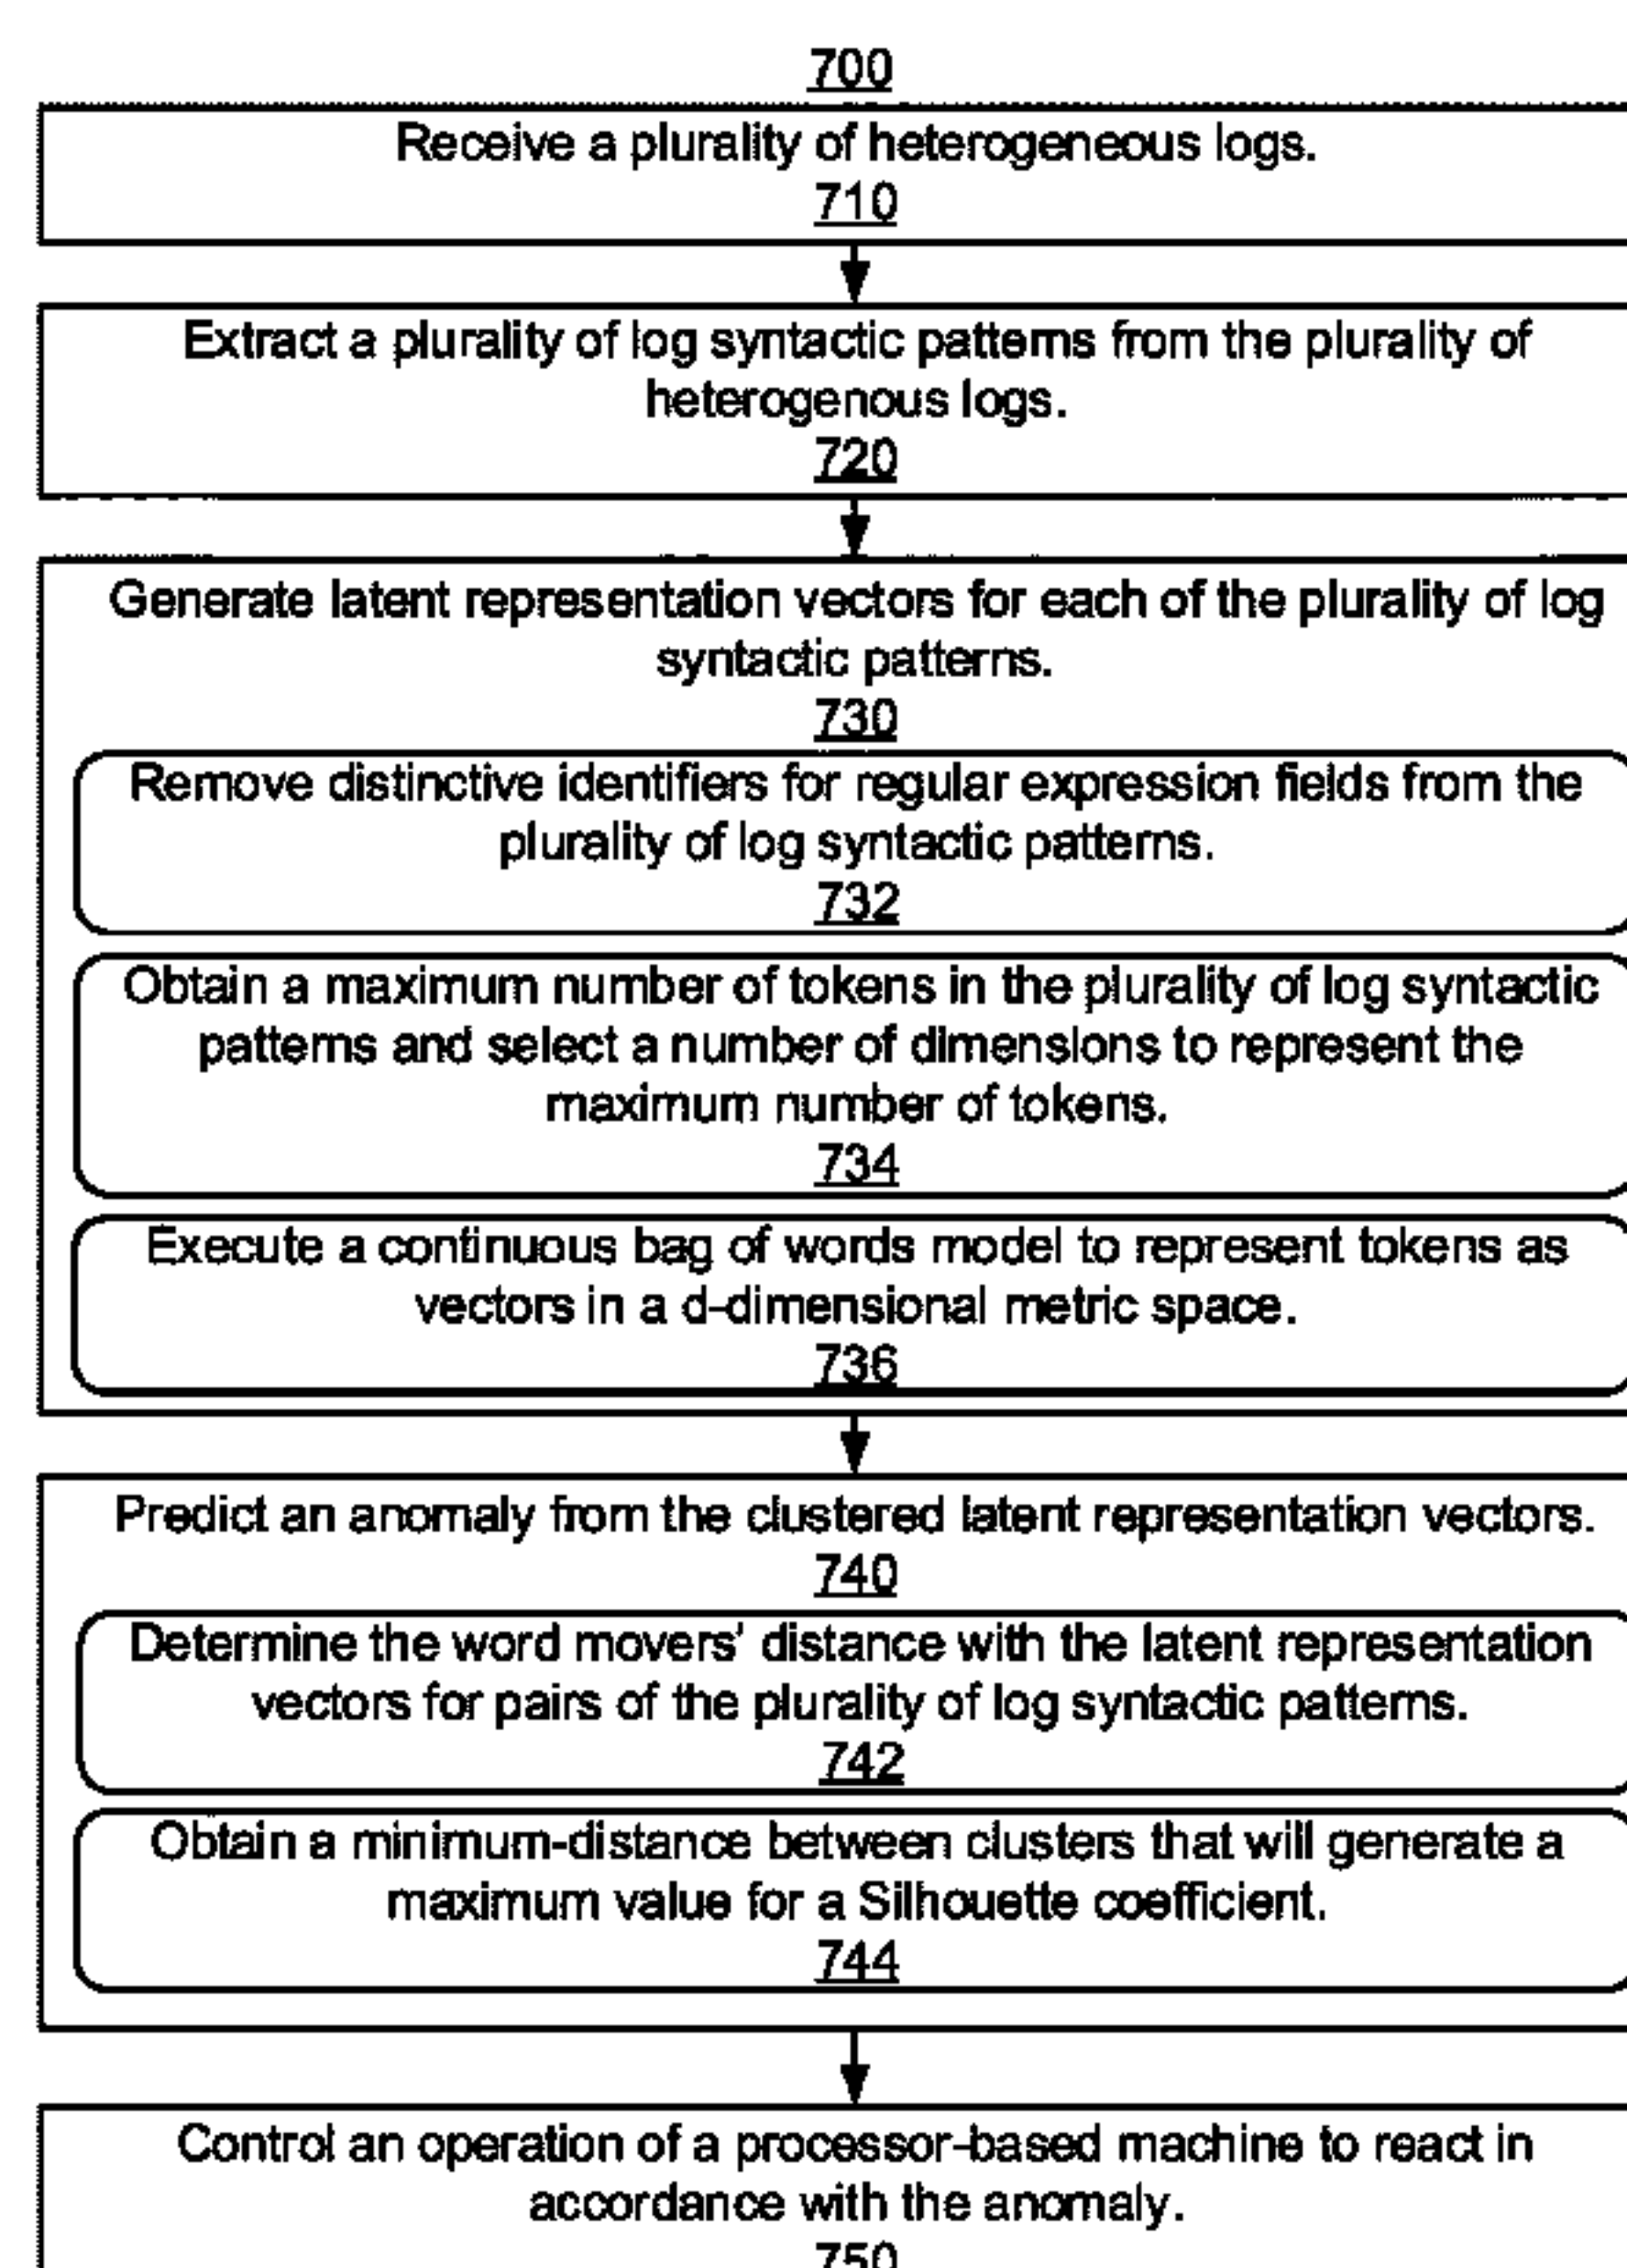 700
Receive a plurality of heterogeneous logs.
710
Extract a plurality of log syntactic patterns from the plurality of
heterogenous logs.
720
Generate latent representation vectors for each of the plurality of log
syntactic patterns.
730
Remove distinctive identifiers for regular expression fields from the
plurality of log syntactic patterns.
732
Obtain a maximum number of tokens in the plurality of log syntactic
patterns and select a number of dimensions to represent the
maximum number of tokens.
734
Execute a continuous bag of words model to represent tokens as
vectors in a d-dimensional metric space.
736
Predict an anomaly from the clustered latent representation vectors.
740
Determine the word movers' distance with the latent representation
vectors for pairs of the plurality of log syntactic patterns.
742
Obtain a minimum-distance between clusters that will generate a
maximum value for a Silhouette coefficient.
744
Control an operation of a processor-based machine to react in
accordance with the anomaly.
750